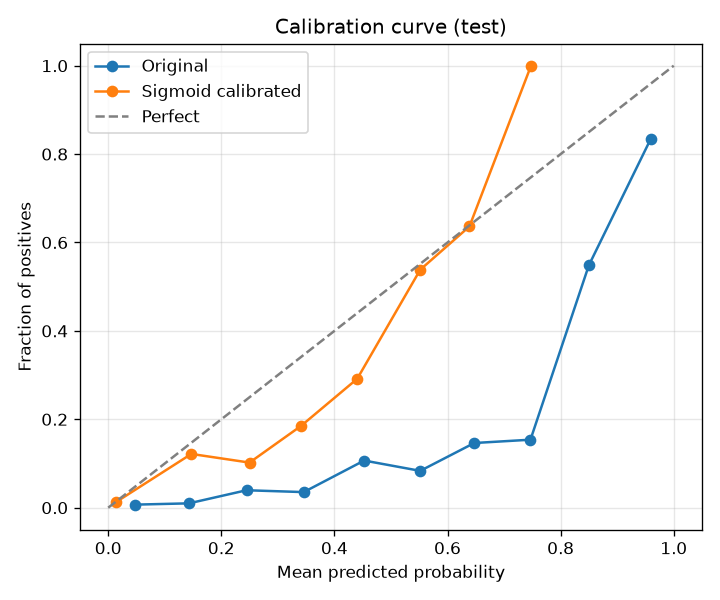 Calibration curve (test)
Original
Sigmoid calibrated
Perfect
1.0
0.8
0.6
0.4
0.2
0.0
Fraction of positives
0.0 0.2 0.4 0.6 0.8 1.0
Mean predicted probability